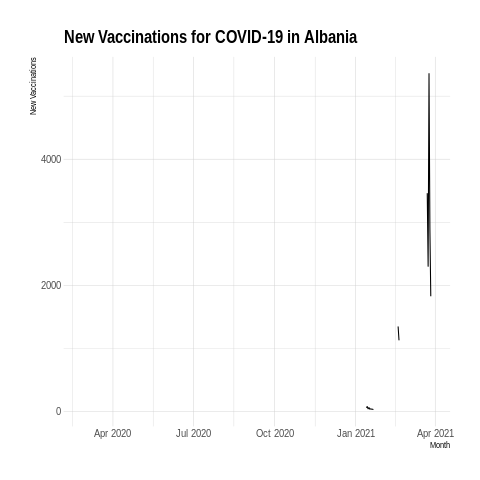 New Vaccinations for COVID-19 in Albania
New Vaccinations
4000
2000
0
Apr 2020
Jul 2020
Oct 2020
Jan 2021
Apr 2021
Month